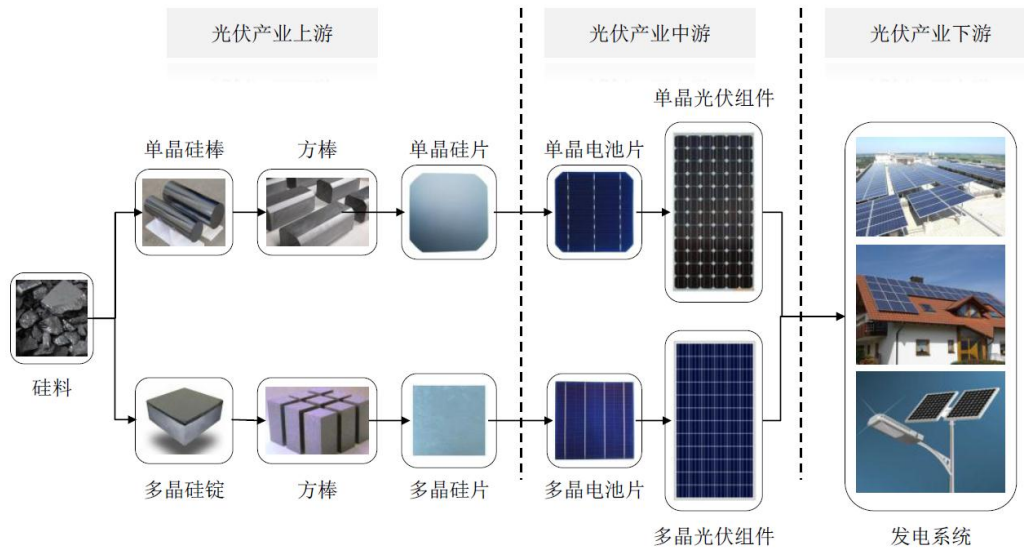 光伏产业上游
光伏产业中游
光伏产业下游
单晶光伏组件
单晶硅棒
方棒
单晶硅片
单晶电池片
硅料
多晶硅锭
方棒
多晶硅片
多晶电池片
多晶光伏组件
发电系统